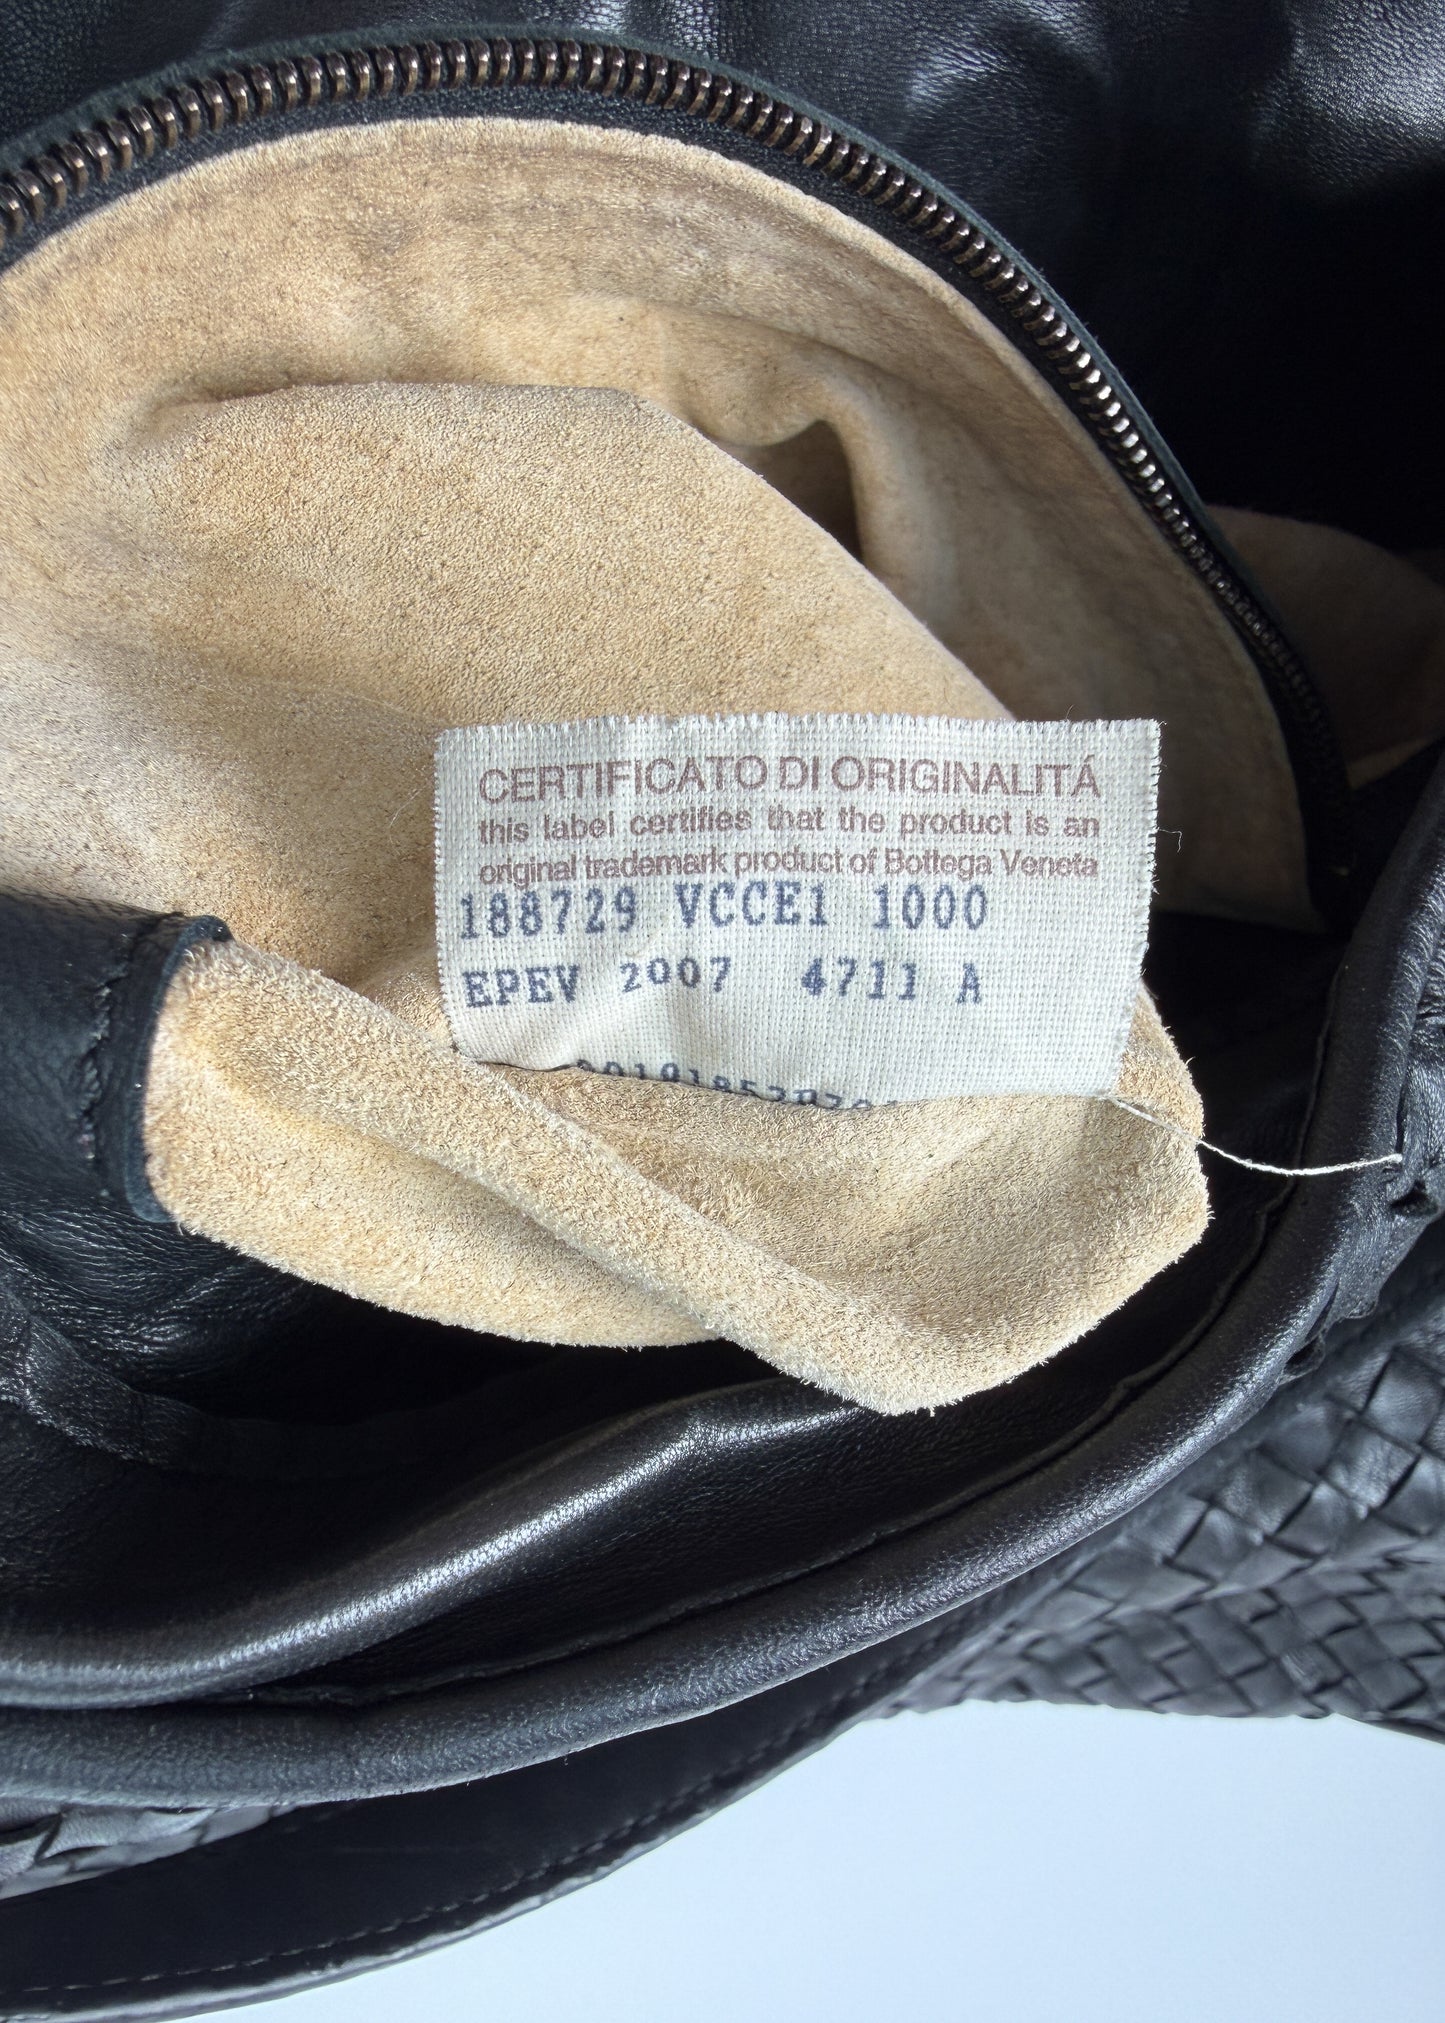 CERTIFICATO DI ORIGINALITÁ
this label certifies that the product is an
original trademark product of Bottega Veneta
188729 VCCE1 1000
EPEV 2007 4711 A